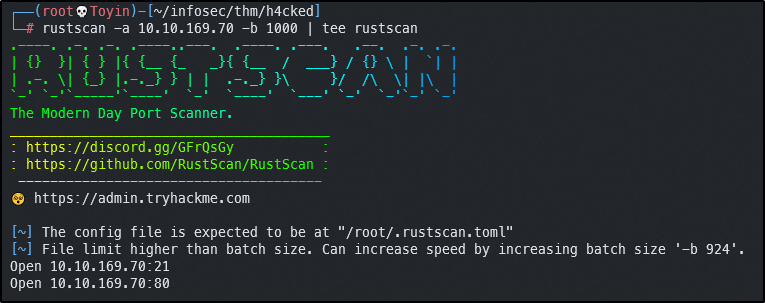 (root💀Toyin)-[~/infosec/thm/h4cked]
# rustscan -a 10.10.169.70 -b 1000 | tee rustscan
.----. .-. .-. .----..---.  .----. .---.   .--.  .-. .-.
| {}  }| { } |{ {__ {_   _}{ {__  /  ___} / {} \ |  `| |
| .-. \| {_} |.-._} } | |  .-._} }\     }/  /\  \| |\  |
`-' `-'`-----'`----'  `-'  `----'  `---' `-'  `-'`-' `-'
The Modern Day Port Scanner.
________________________________________
: https://discord.gg/GFrQsGy           :
: https://github.com/RustScan/RustScan :
 --------------------------------------
😵 https://admin.tryhackme.com
[~] The config file is expected to be at "/root/.rustscan.toml"
[~] File limit higher than batch size. Can increase speed by increasing batch size '-b 924'.
Open 10.10.169.70:21
Open 10.10.169.70:80